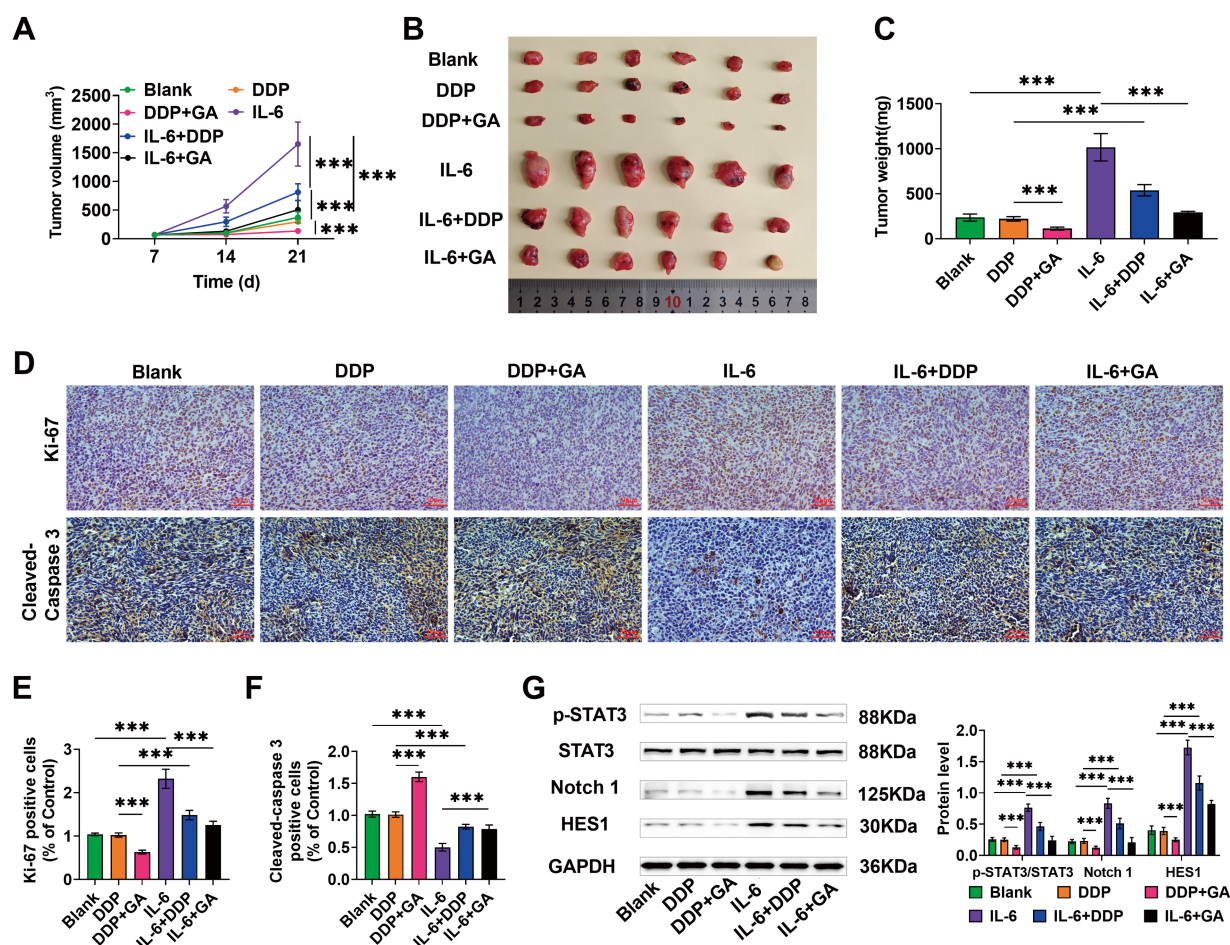 A
Blank
DDP
DDP+GA
IL-6
IL-6+DDP
IL-6+GA
Tumor volume (mm3)
2500
2000
1500
1000
500
0
7
14
21
Time (d)
***
***
***
***
B
Blank
DDP
DDP+GA
IL-6
IL-6+DDP
IL-6+GA
1 2 3 4 5 6 7 8 9 10 1 2 3 4 5 6 7 8
C
Tumor weight(mg)
1500
1000
500
0
***
***
***
***
Blank
DDP
DDP+GA
IL-6
IL-6+DDP
IL-6+GA
D
Blank
DDP
DDP+GA
IL-6
IL-6+DDP
IL-6+GA
Ki-67
Cleaved-
Caspase 3
E
Ki-67 positive cells
(% of Control)
3
2
1
0
***
***
***
***
Blank
DDP
DDP+GA
IL-6
IL-6+DDP
IL-6+GA
F
Cleaved-caspase 3
positive cells
(% of Control)
2.0
1.5
1.0
0.5
0.0
***
***
***
***
Blank
DDP
DDP+GA
IL-6
IL-6+DDP
IL-6+GA
G
p-STAT3 88KDa
STAT3 88KDa
Notch 1 125KDa
HES1 30KDa
GAPDH 36KDa
Blank
DDP
DDP+GA
IL-6
IL-6+DDP
IL-6+GA
Protein level
2.0
1.5
1.0
0.5
0.0
***
***
***
***
***
***
***
***
***
***
***
***
p-STAT3/STAT3
Notch 1
HES1
Blank
DDP
DDP+GA
IL-6
IL-6+DDP
IL-6+GA